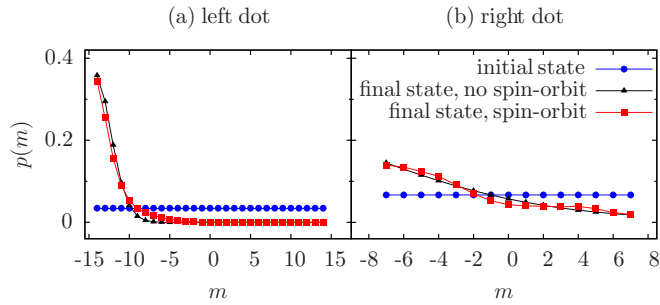 (a) left dot
(b) right dot
0.4
0.2
0
p(m)
initial state
final state, no spin-orbit
final state, spin-orbit
-15 -10 -5 0 5 10 15
-8 -6 -4 -2 0 2 4 6 8
m
m